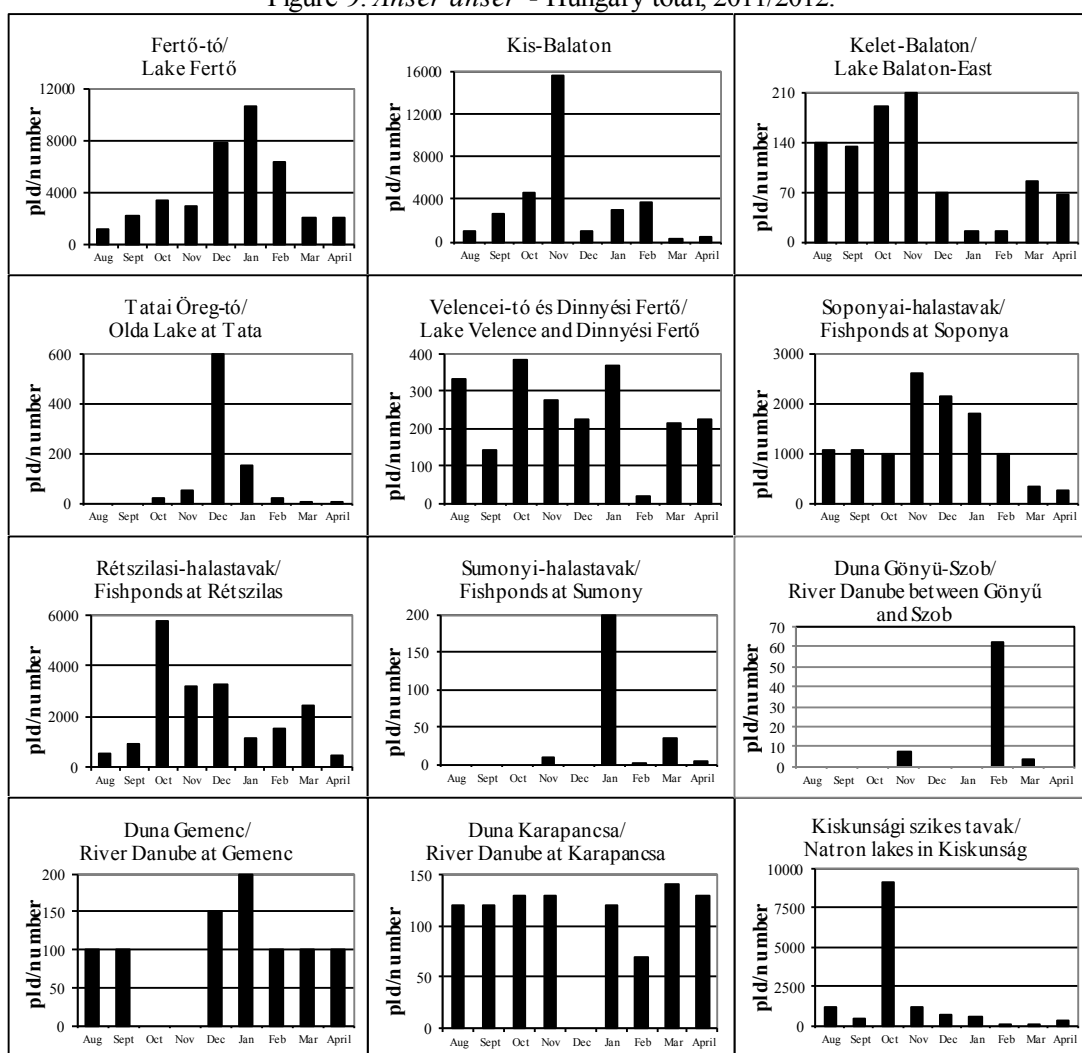 Figure 9. Anser anser - Hungary total, 2011/2012.
Fertő-tó/
Lake Fertő
pld/number
12000
8000
4000
0
Aug Sept Oct Nov Dec Jan Feb Mar April
Kis-Balaton
pld/number
16000
12000
8000
4000
0
Aug Sept Oct Nov Dec Jan Feb Mar April
Kelet-Balaton/
Lake Balaton-East
pld/number
210
140
70
0
Aug Sept Oct Nov Dec Jan Feb Mar April
Tatai Öreg-tó/
Olda Lake at Tata
pld/number
600
400
200
0
Aug Sept Oct Nov Dec Jan Feb Mar April
Velencei-tó és Dinnyési Fertő/
Lake Velence and Dinnyési Fertő
pld/number
400
300
200
100
0
Aug Sept Oct Nov Dec Jan Feb Mar April
Soponyai-halastavak/
Fishponds at Soponya
pld/number
3000
2000
1000
0
Aug Sept Oct Nov Dec Jan Feb Mar April
Rétszilasi-halastavak/
Fishponds at Rétszilas
pld/number
6000
4000
2000
0
Aug Sept Oct Nov Dec Jan Feb Mar April
Sumonyi-halastavak/
Fishponds at Sumony
pld/number
200
150
100
50
0
Aug Sept Oct Nov Dec Jan Feb Mar April
Duna Gönyü-Szob/
River Danube between Gönyű
and Szob
pld/number
70
60
50
40
30
20
10
0
Aug Sept Oct Nov Dec Jan Feb Mar April
Duna Gemenc/
River Danube at Gemenc
pld/number
200
150
100
50
0
Aug Sept Oct Nov Dec Jan Feb Mar April
Duna Karapancsa/
River Danube at Karapancsa
pld/number
150
100
50
0
Aug Sept Oct Nov Dec Jan Feb Mar April
Kiskunsági szikes tavak/
Natron lakes in Kiskunság
pld/number
10000
7500
5000
2500
0
Aug Sept Oct Nov Dec Jan Feb Mar April